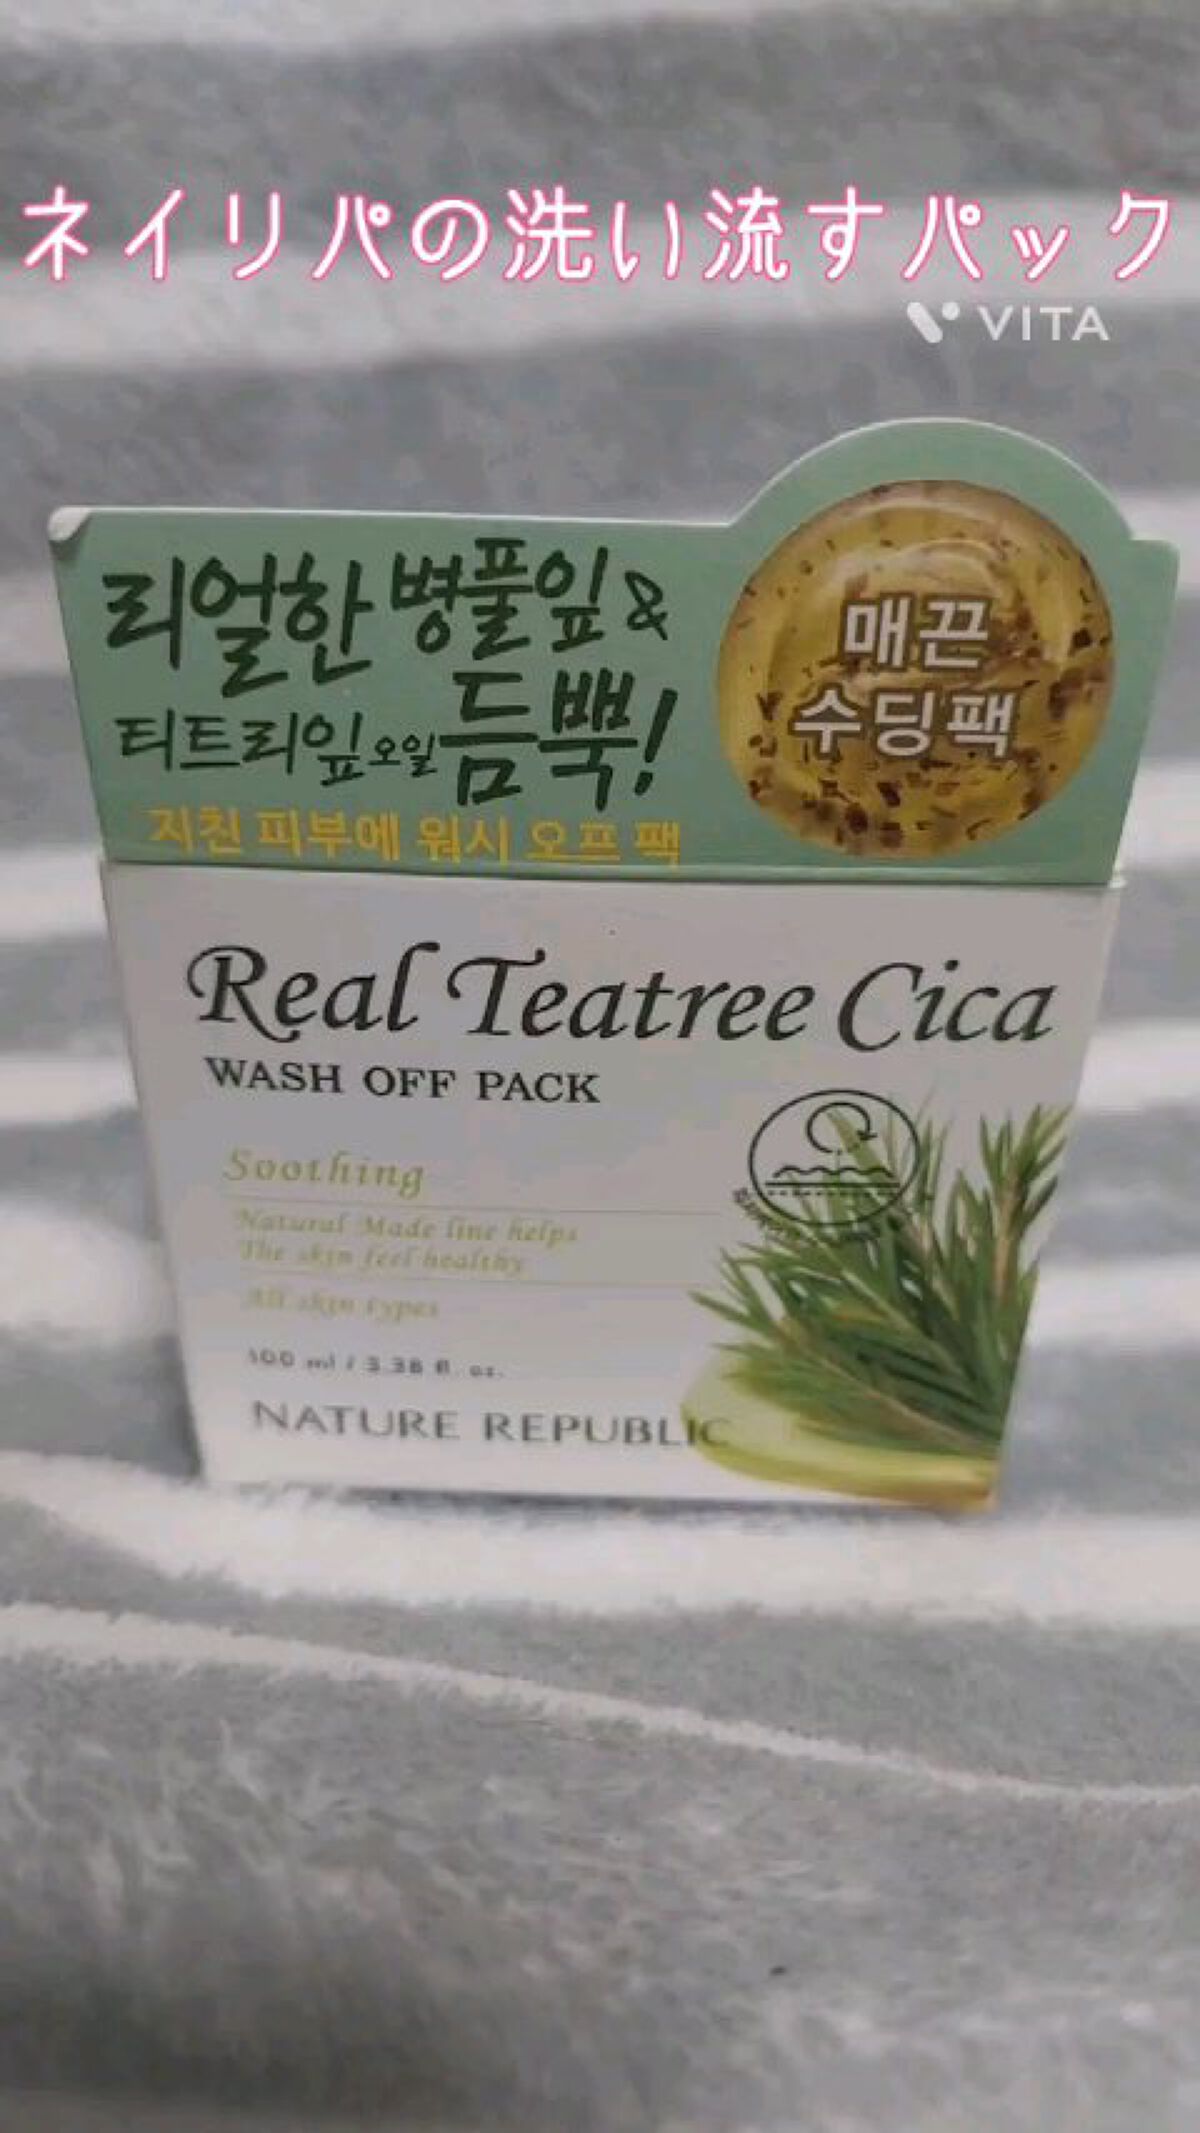 ネイリパの洗い流すパック
VITA
리얼한 병풀잎 &
티트리잎오일 듬뿍!
지친 피부에 워시 오프 팩
매끈
수딩팩
Real Teatree Cica
WASH OFF PACK
Soothing
Natural Made line helps
The skin feel healthy
All skin types
100 ml / 3.38 fl. oz.
NATURE REPUBLIC